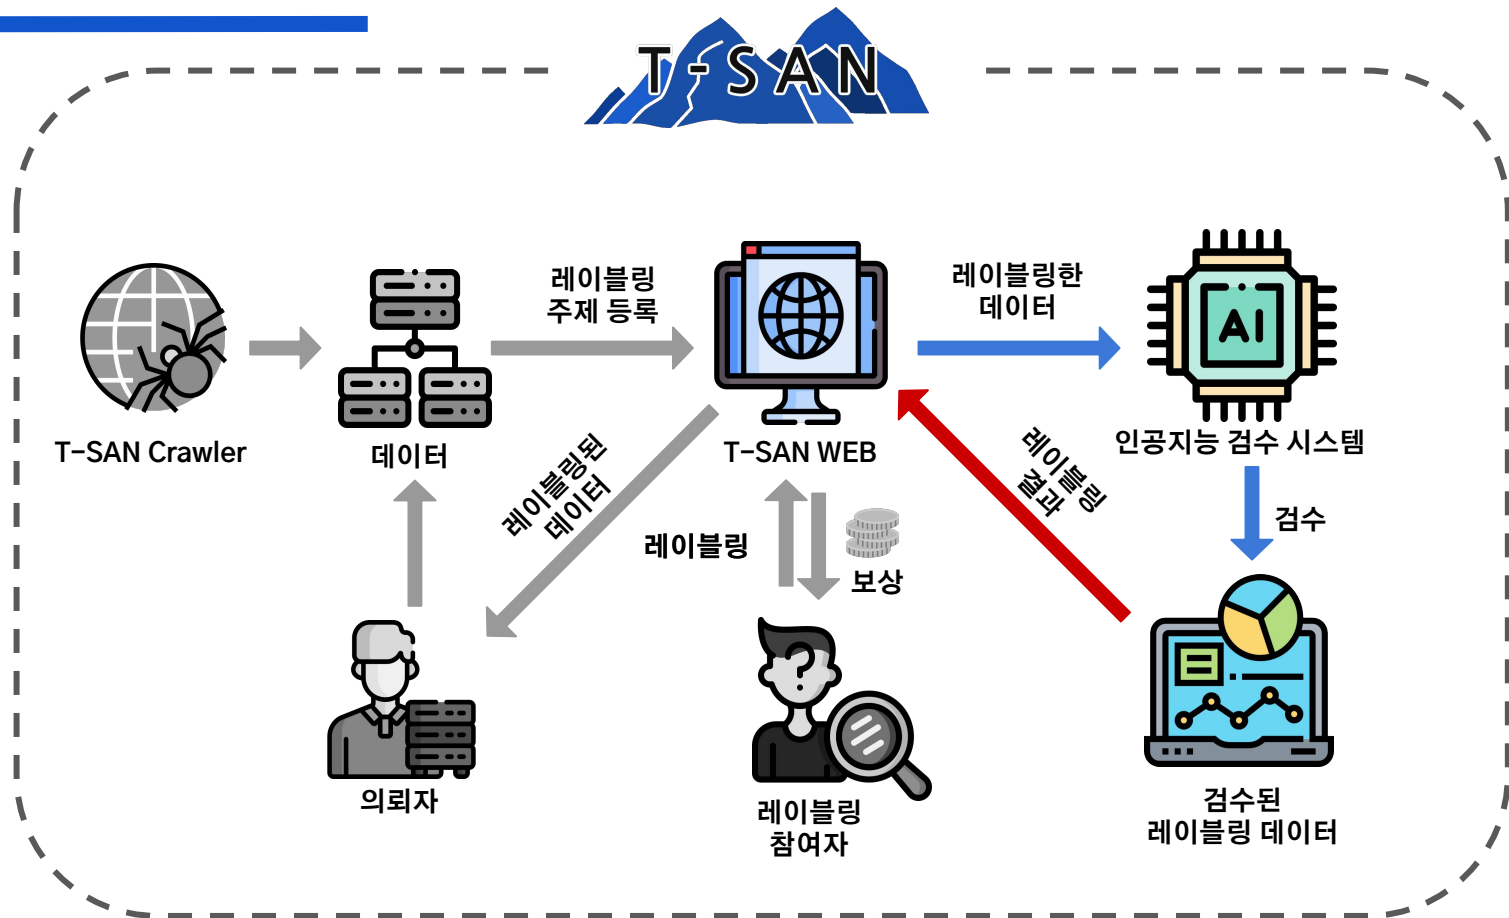 T-SAN
레이블링
주제 등록
레이블링한
데이터
AI
T-SAN Crawler
데이터
T-SAN WEB
인공지능 검수 시스템
레이블링된
데이터
레이블링
보상
레이블링
결과
검수
의뢰자
레이블링
참여자
검수된
레이블링 데이터